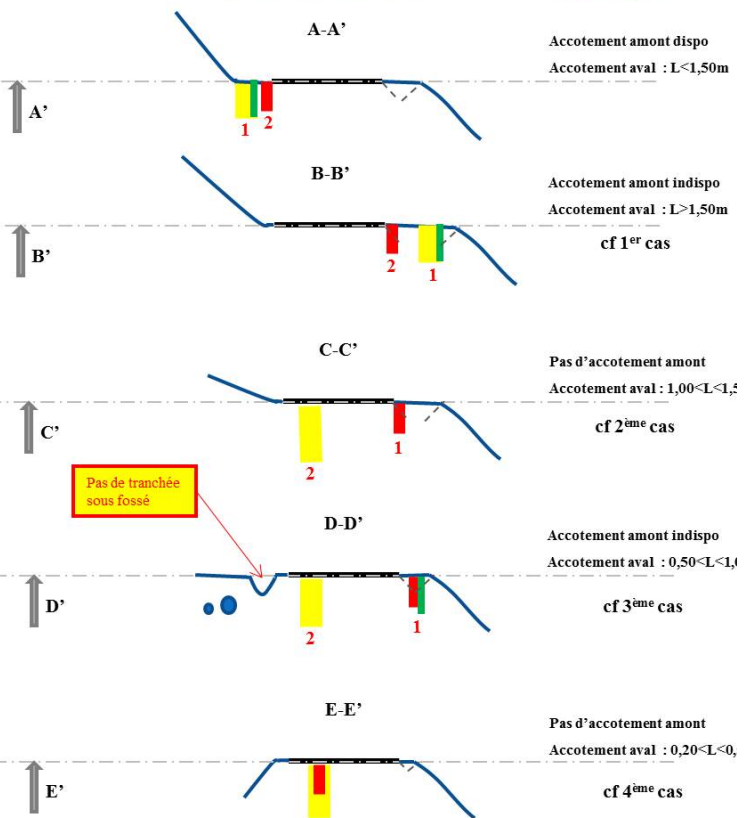 A-A’
Accotement amont dispo
Accotement aval : L<1,50m
A’
1
2
B-B’
Accotement amont indispo
Accotement aval : L>1,50m
B’
cf 1er cas
2
1
C-C’
Pas d’accotement amont
Accotement aval : 1,00<L<1,5
C’
cf 2ème cas
1
2
Pas de tranchée
sous fossé
D-D’
Accotement amont indispo
Accotement aval : 0,50<L<1,0
D’
cf 3ème cas
1
2
E-E’
Pas d’accotement amont
Accotement aval : 0,20<L<0,
E’
cf 4ème cas